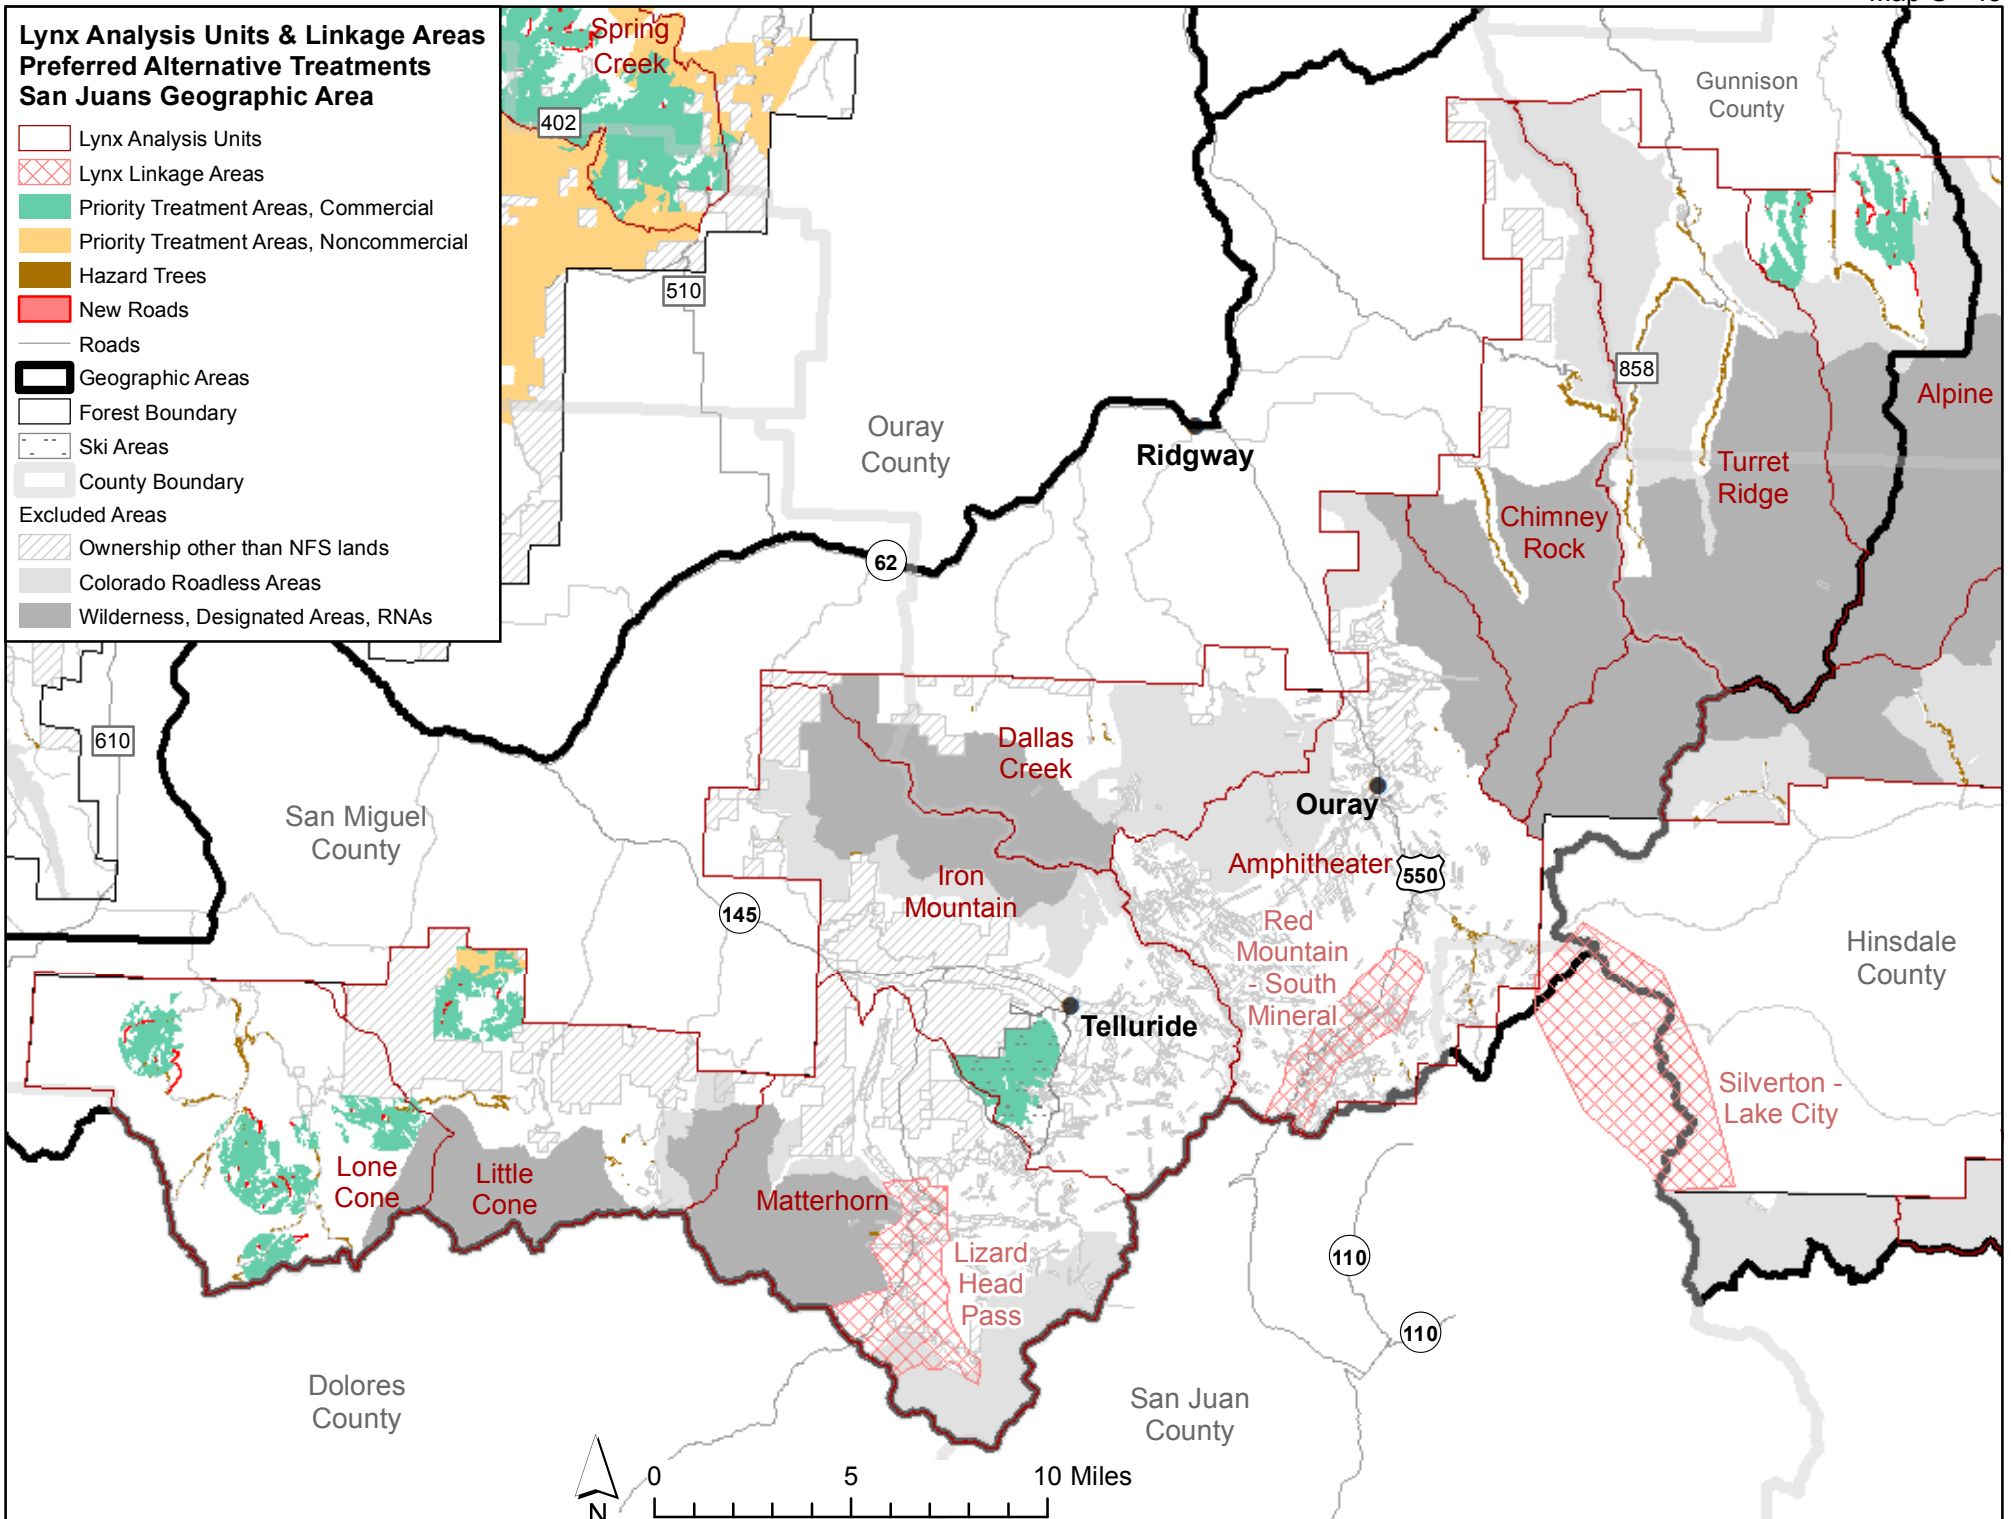 Lynx Analysis Units & Linkage Areas
Preferred Alternative Treatments
San Juans Geographic Area
Lynx Analysis Units
Lynx Linkage Areas
Priority Treatment Areas, Commercial
Priority Treatment Areas, Noncommercial
Hazard Trees
New Roads
Roads
Geographic Areas
Forest Boundary
Ski Areas
County Boundary
Excluded Areas
Ownership other than NFS lands
Colorado Roadless Areas
Wilderness, Designated Areas, RNAs
Spring
Creek
402
510
Gunnison
County
858
Alpine
Ouray
County
Ridgway
Turret
Ridge
Chimney
Rock
62
610
Dallas
Creek
Ouray
San Miguel
County
Amphitheater
550
Iron
Mountain
145
Red
Mountain
- South
Mineral
Hinsdale
County
Telluride
Silverton -
Lake City
Lone
Cone
Little
Cone
Matterhorn
Lizard
Head
Pass
110
110
Dolores
County
San Juan
County
N
0 5 10 Miles